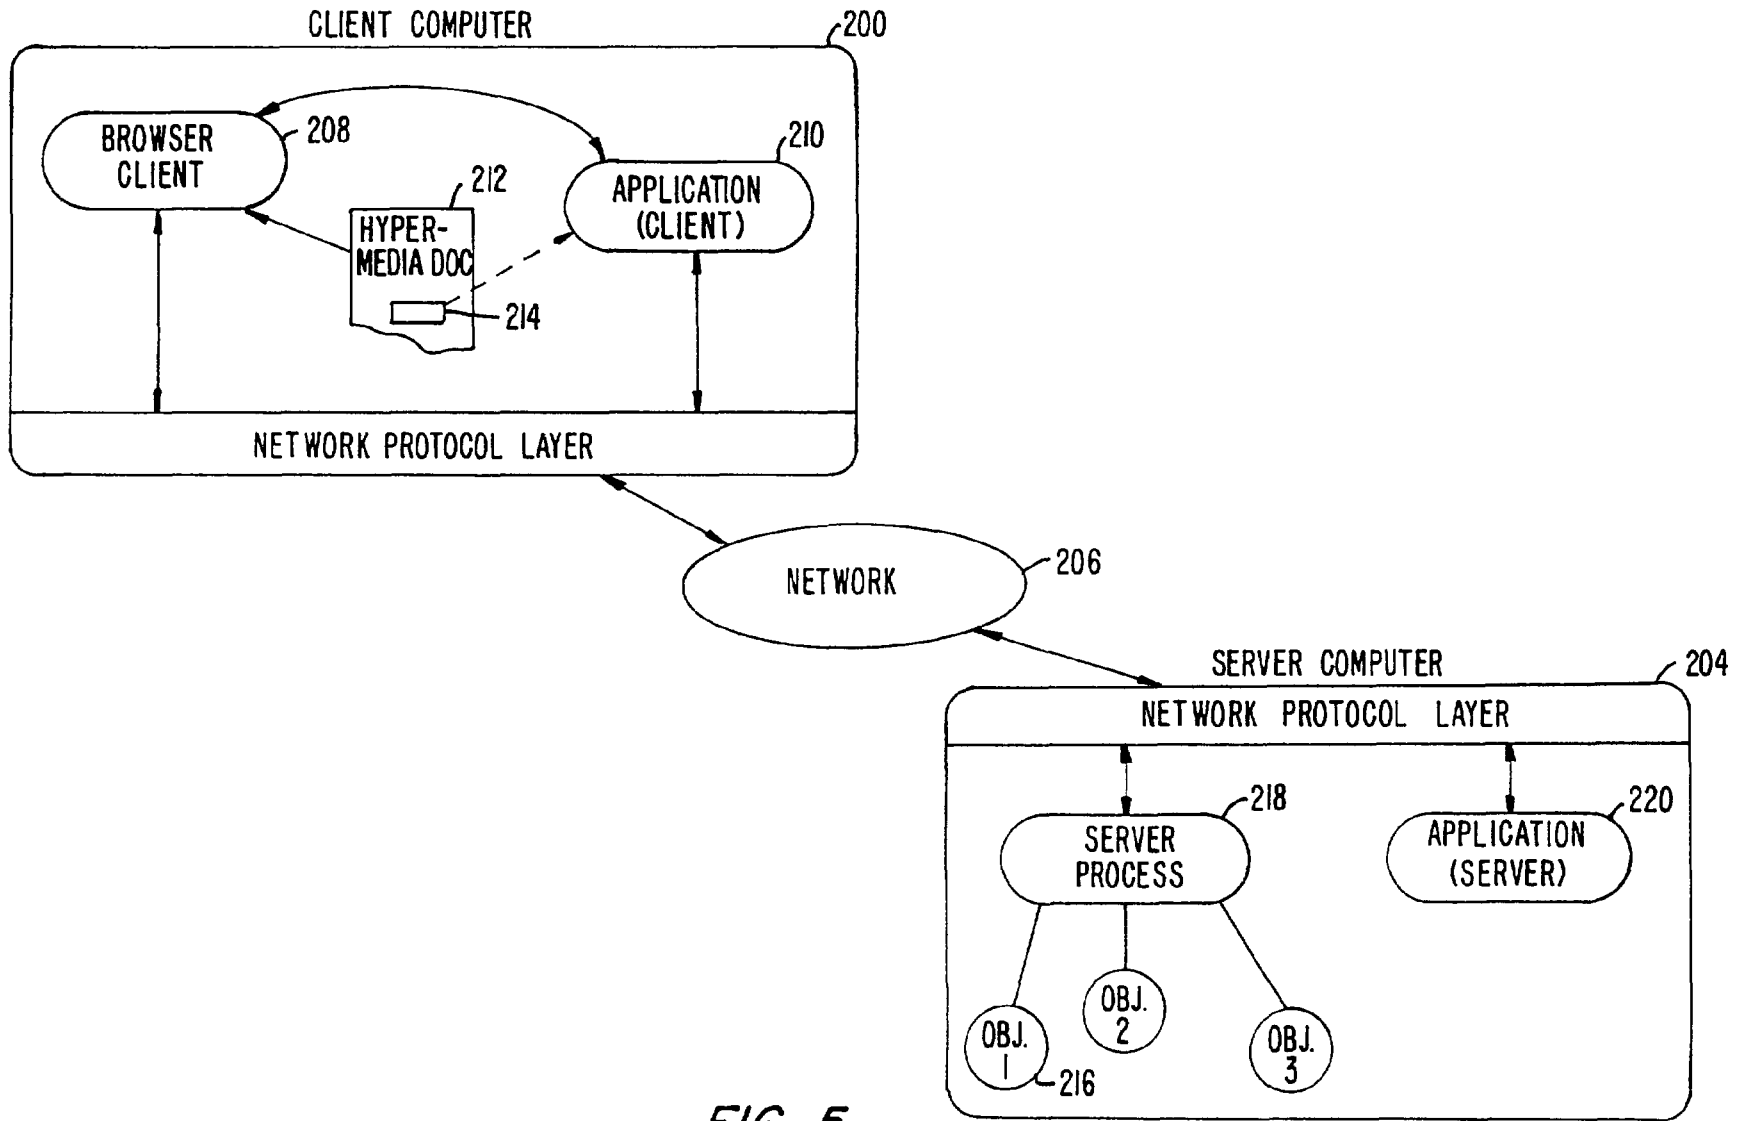 CLIENT COMPUTER
200
BROWSER
CLIENT
208
210
APPLICATION
(CLIENT)
212
HYPER-
MEDIA DOC
214
NETWORK PROTOCOL LAYER
NETWORK
206
SERVER COMPUTER
204
NETWORK PROTOCOL LAYER
218
SERVER
PROCESS
220
APPLICATION
(SERVER)
OBJ.
1
216
OBJ.
2
OBJ.
3
FIG. 5